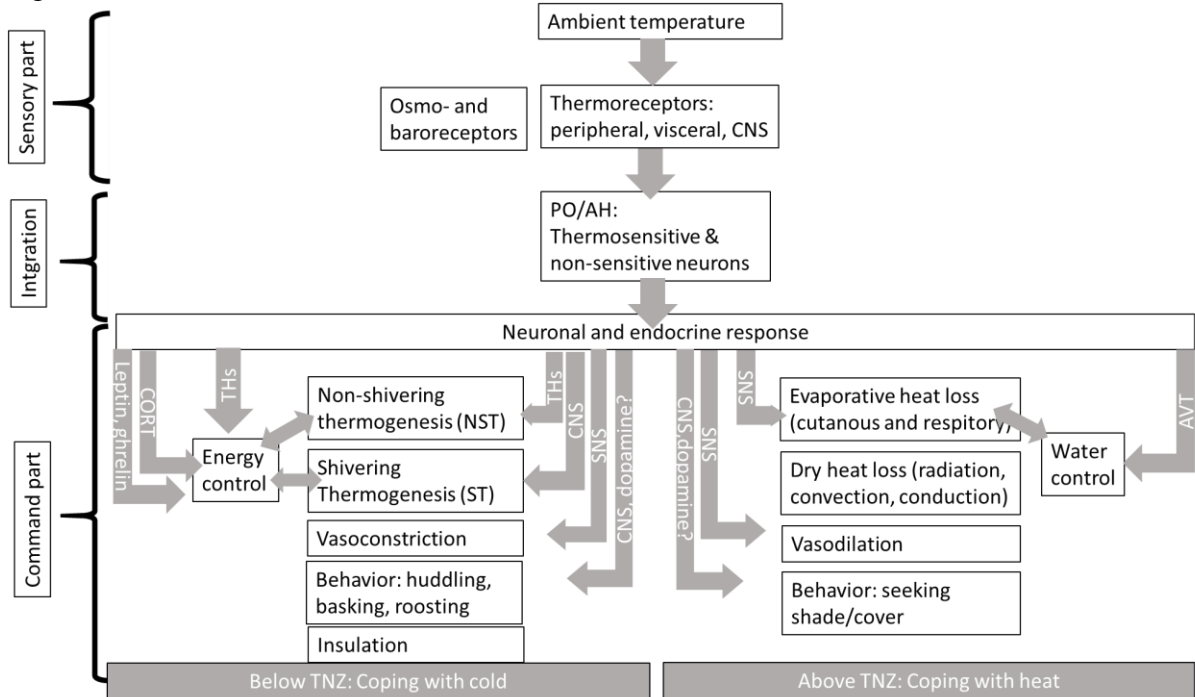 Sensory part
Ambient temperature
Osmo- and
baroreceptors
Thermoreceptors:
peripheral, visceral, CNS
Intgration
PO/AH:
Thermosensitive &
non-sensitive neurons
Command part
Neuronal and endocrine response
Leptin, ghrelin
CORT
THs
THs
CNS
SNS
CNS, dopamine?
CNS,dopamine?
SNS
SNS
AVT
Energy
control
Non-shivering
thermogenesis (NST)
Shivering
Thermogenesis (ST)
Vasoconstriction
Behavior: huddling,
basking, roosting
Insulation
Evaporative heat loss
(cutanous and respitory)
Dry heat loss (radiation,
convection, conduction)
Vasodilation
Behavior: seeking
shade/cover
Water
control
Below TNZ: Coping with cold
Above TNZ: Coping with heat